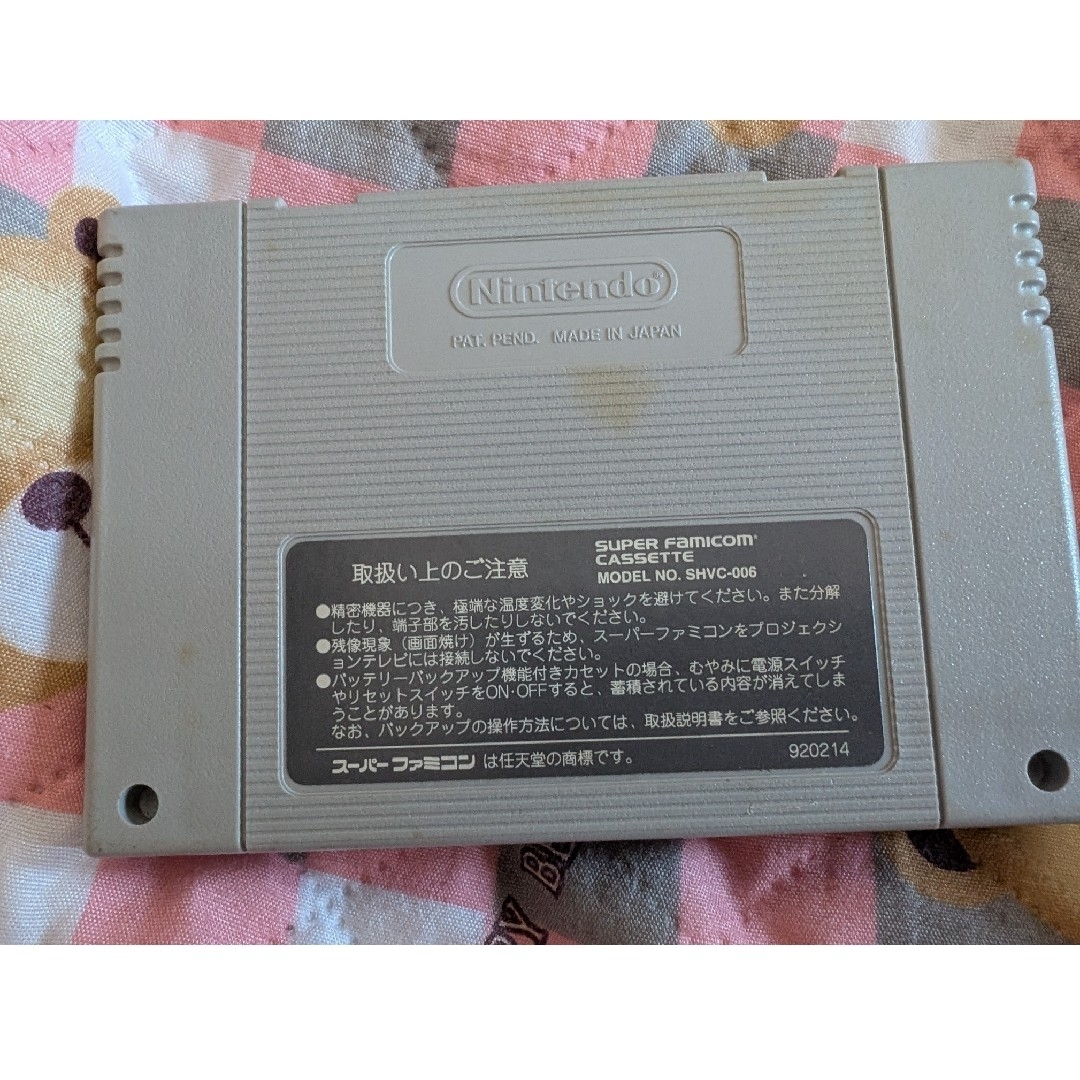 Nintendo
PAT. PEND. MADE IN JAPAN
取扱い上のご注意
SUPER FAMICOM
CASSETTE
MODEL NO. SHVC-006
●精密機器につき、極端な温度変化やショックを避けてください。また分解
したり、端子部を汚したりしないでください。
●残像現象（画面焼け）が生ずるため、スーパーファミコンをプロジェクシ
ョンテレビには接続しないでください。
●バッテリーバックアップ機能付きカセットの場合、むやみに電源スイッチ
やリセットスイッチをON·OFFすると、蓄積されている内容が消えてしま
うことがあります。
なお、バックアップの操作方法については、取扱説明書をご参照ください。
スーパーファミコンは任天堂の商標です。 920214